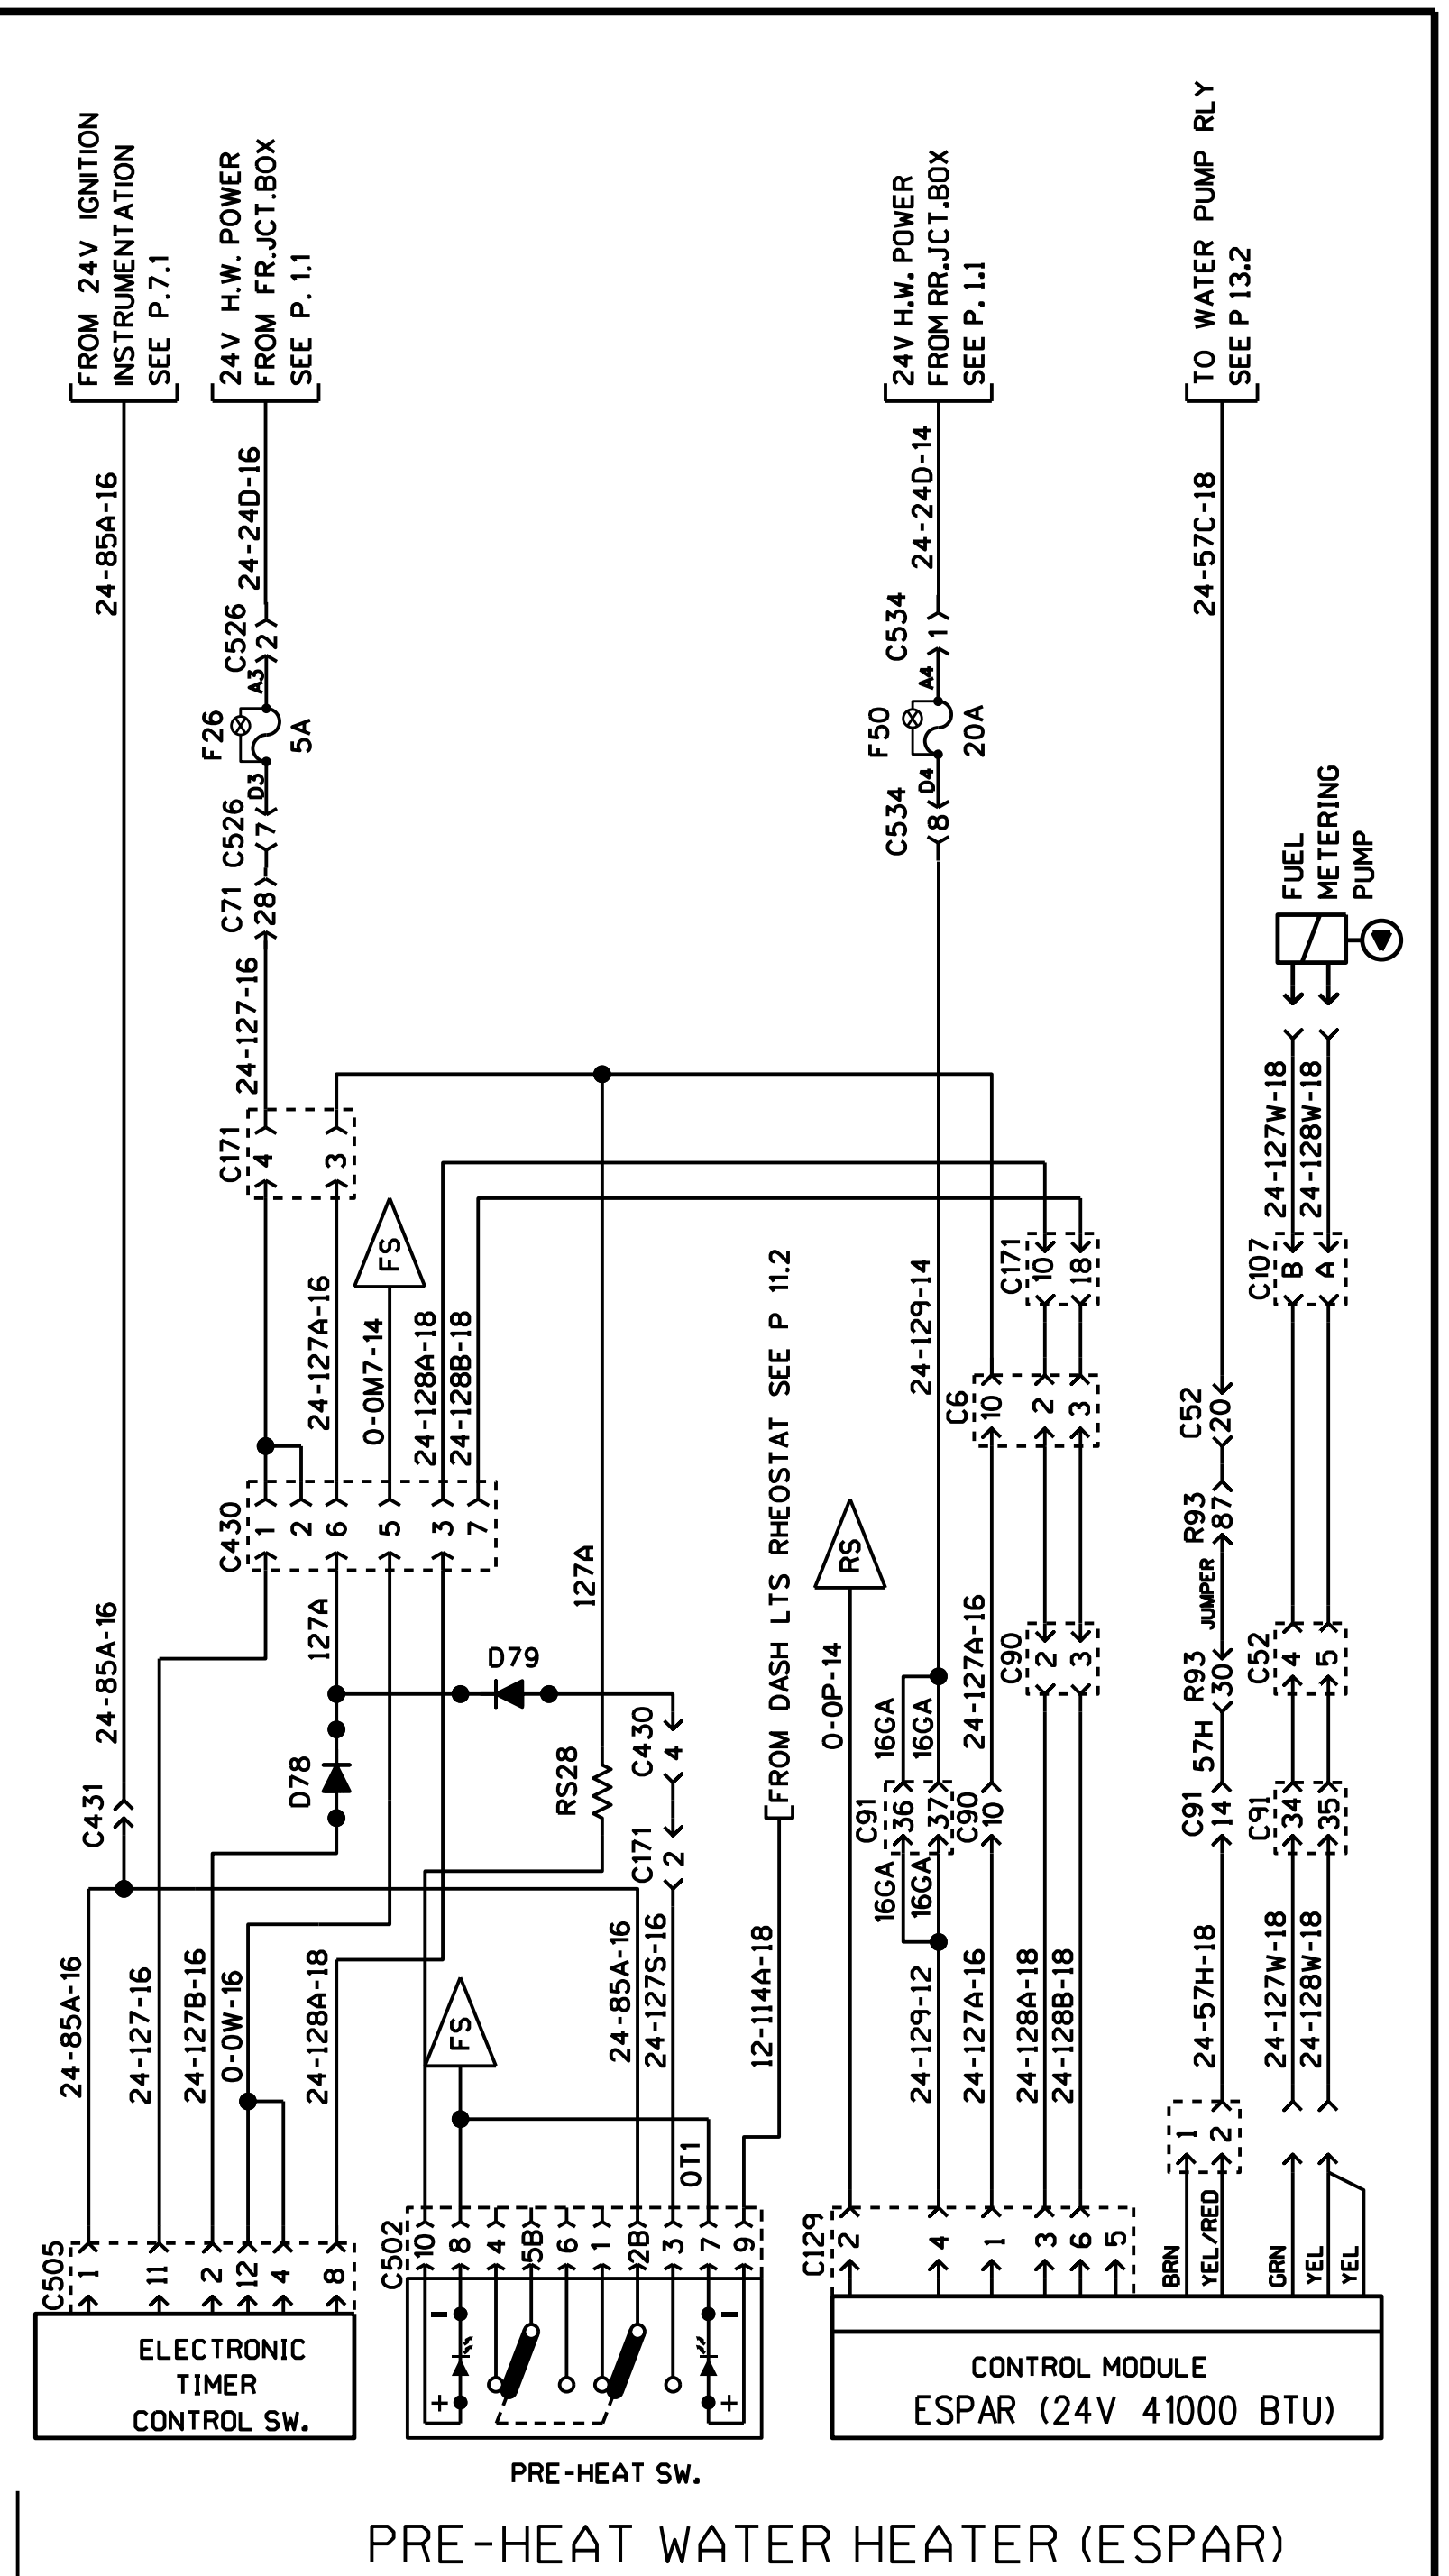 FROM 24V IGNITION
INSTRUMENTATION
SEE P.7.1
24V H.W. POWER
FROM FR.JCT.BOX
SEE P. 1.1
24V H.W. POWER
FROM RR.JCT.BOX
SEE P. 1.1
TO WATER PUMP RLY
SEE P 13.2
24-85A-16
24-24D-16
24-24D-14
24-57C-18
C526
2
A3
F26
5A
D3
C526
7
C71
28
24-127-16
C534
1
A4
F50
20A
D4
C534
8
FUEL
METERING
PUMP
24-127W-18
24-128W-18
C171
4
3
FS
24-127A-16
0-0M7-14
24-128A-18
24-128B-18
C430
1
2
6
5
3
7
127A
127A
FROM DASH LTS RHEOSTAT SEE P 11.2
24-129-14
C171
10
18
C107
B
A
C6
10
2
3
C52
20
R93
87
JUMPER
R93
30
57H
RS
0-0P-14
24-85A-16
C431
D78
D79
RS28
C430
4
C171
2
16GA
16GA
C91
36
37
16GA
16GA
24-127A-16
C90
10
C90
2
3
C91
14
C52
4
5
C91
34
35
24-85A-16
24-127-16
24-127B-16
0-0W-16
24-128A-18
FS
24-85A-16
24-127S-16
12-114A-18
0T1
24-129-12
24-127A-16
24-128A-18
24-128B-18
24-57H-18
24-127W-18
24-128W-18
1
2
BRN
YEL/RED
GRN
YEL
YEL
C505
1
11
2
12
4
8
C502
10
8
4
5B
6
1
2B
3
7
9
C129
2
4
1
3
6
5
ELECTRONIC
TIMER
CONTROL SW.
- -
+ +
PRE-HEAT SW.
CONTROL MODULE
ESPAR (24V 41000 BTU)
PRE-HEAT WATER HEATER (ESPAR)